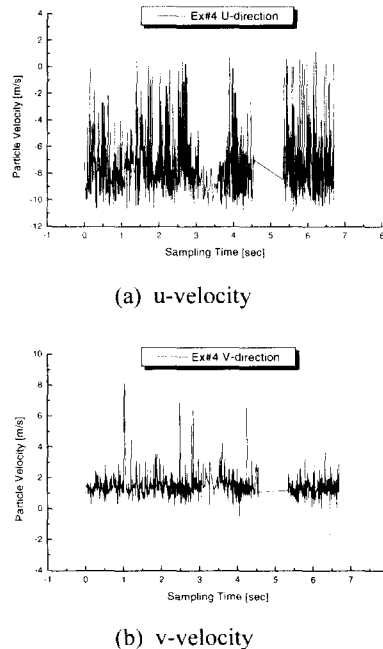 Ex#4 U-direction
4
2
0
-2
-4
-6
-8
-10
-12
Particle Velocity [m/s]
-1 0 1 2 3 4 5 6 7 8
Sampling Time [sec]
(a) u-velocity
Ex#4 V-direction
10
8
6
4
2
0
-2
-4
Particle Velocity [m/s]
-1 0 1 2 3 4 5 6 7
Sampling Time [sec]
(b) v-velocity